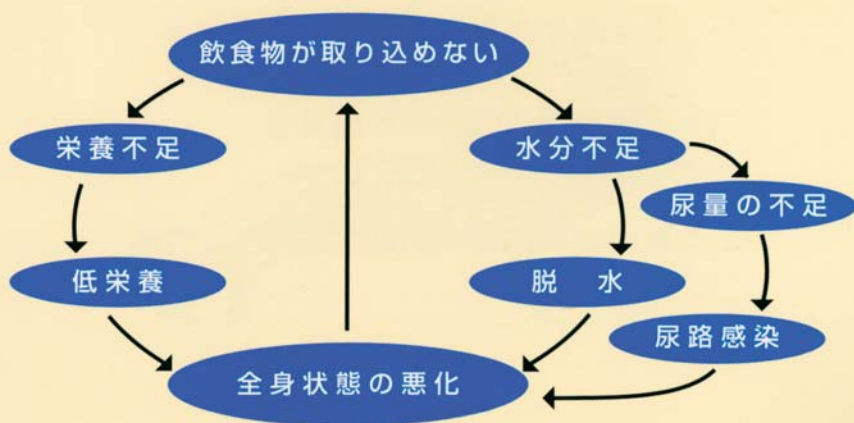 飲食物が取り込めない
栄養不足
水分不足
尿量の不足
低栄養
脱 水
尿路感染
全身状態の悪化